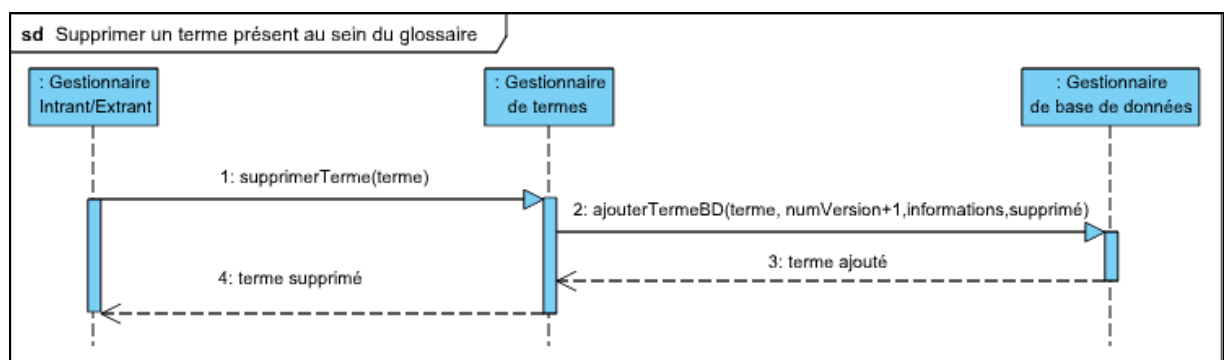 sd Supprimer un terme présent au sein du glossaire
: Gestionnaire
Intrant/Extrant
: Gestionnaire
de termes
: Gestionnaire
de base de données
1: supprimerTerme(terme)
2: ajouterTermeBD(terme, numVersion+1,informations,supprimé)
3: terme ajouté
4: terme supprimé